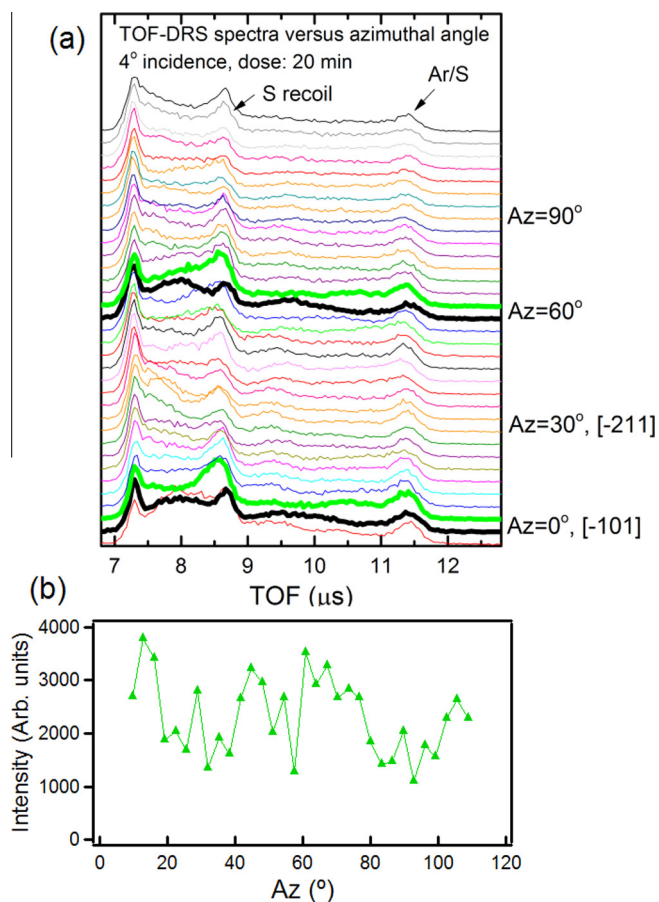 (a)
TOF-DRS spectra versus azimuthal angle
4° incidence, dose: 20 min
S recoil
Ar/S
Az=90°
Az=60°
Az=30°, [-211]
Az=0°, [-101]
7 8 9 10 11 12
TOF (μs)
(b)
Intensity (Arb. units)
4000
3000
2000
1000
0
0 20 40 60 80 100 120
Az (º)